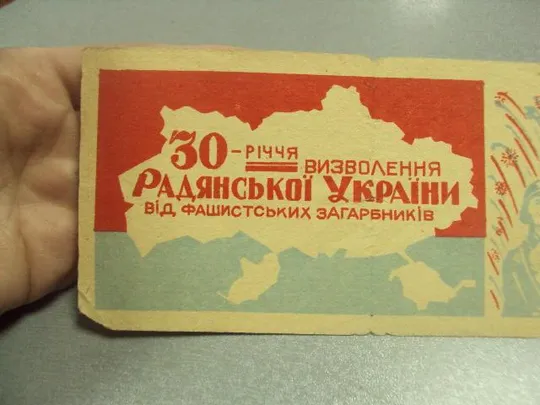 30-РІЧЧЯ
ВИЗВОЛЕННЯ
РАДЯНСЬКОЇ УКРАЇНИ
ВІД ФАШИСТСЬКИХ ЗАГАРБНИКІВ